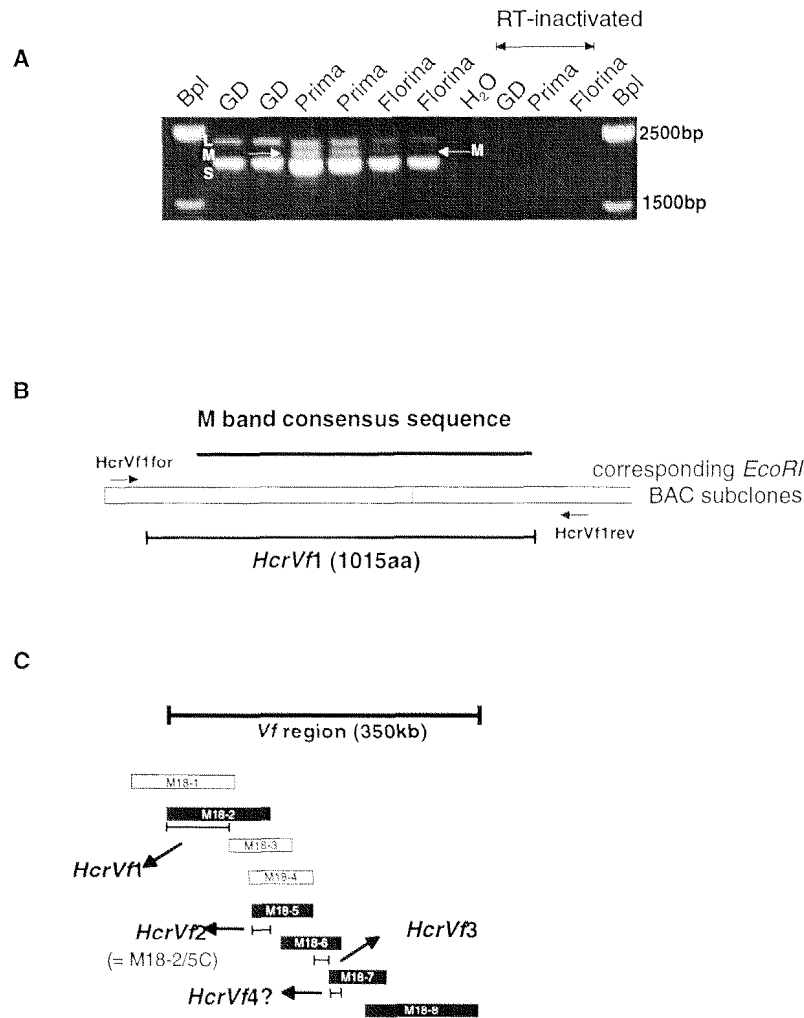 RT-inactivated
A
Bpl GD GD Prima Prima Florina Florina H2O GD Prima Florina Bpl
L
M
S
M
2500bp
1500bp
B
M band consensus sequence
HcrVf1for
corresponding EcoRI
BAC subclones
HcrVf1rev
HcrVf1 (1015aa)
C
Vf region (350kb)
M18-1
M18-2
M18-3
HcrVf1
M18-4
M18-5
HcrVf2
HcrVf3
M18-6
(= M18-2/5C)
M18-7
HcrVf4?
M18-8